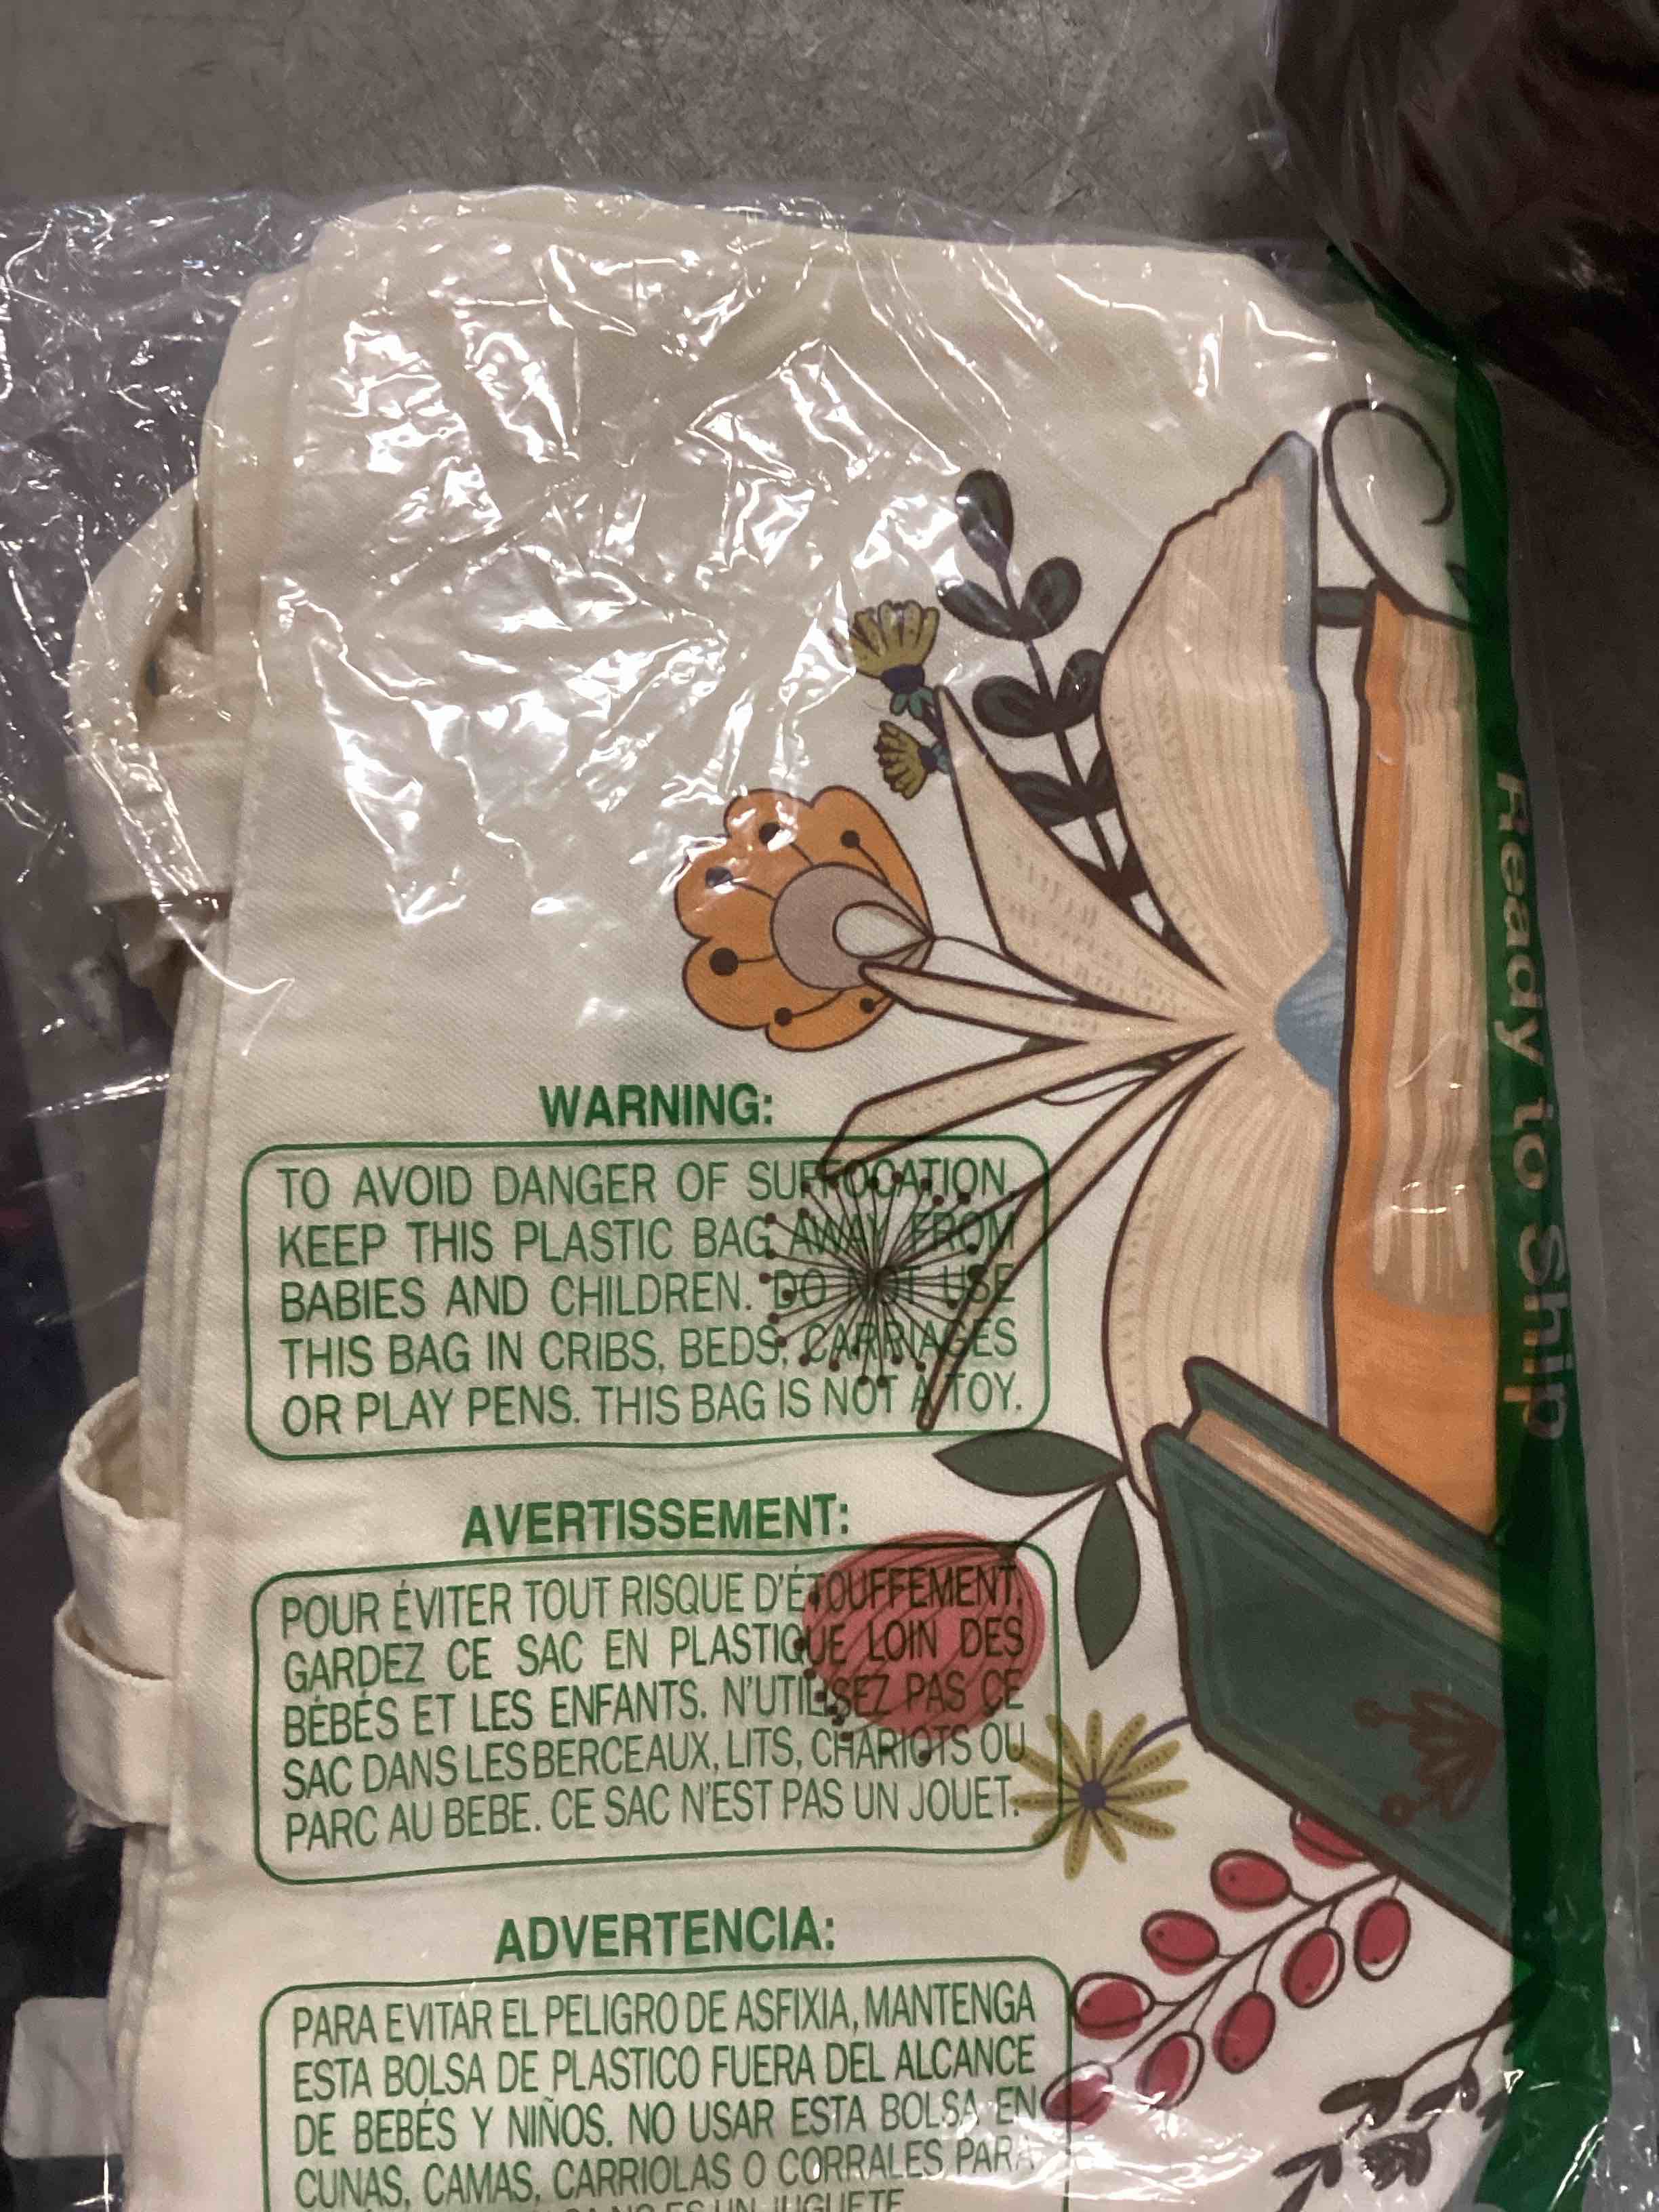 WARNING:
TO AVOID DANGER OF SUFFOCATION,
KEEP THIS PLASTIC BAG AWAY FROM
BABIES AND CHILDREN. DO NOT USE
THIS BAG IN CRIBS, BEDS, CARRIAGES
OR PLAY PENS. THIS BAG IS NOT A TOY.
AVERTISSEMENT:
POUR ÉVITER TOUT RISQUE D'ÉTOUFFEMENT,
GARDEZ CE SAC EN PLASTIQUE LOIN DES
BÉBÉS ET LES ENFANTS. N'UTILISEZ PAS CE
SAC DANS LES BERCEAUX, LITS, CHARIOTS OU
PARC AU BEBE. CE SAC N'EST PAS UN JOUET.
ADVERTENCIA:
PARA EVITAR EL PELIGRO DE ASFIXIA, MANTENGA
ESTA BOLSA DE PLASTICO FUERA DEL ALCANCE
DE BEBÉS Y NIÑOS. NO USAR ESTA BOLSA EN
CUNAS, CAMAS, CARRIOLAS O CORRALES PARA
NO ES UN JUGUETE
Ready to Ship